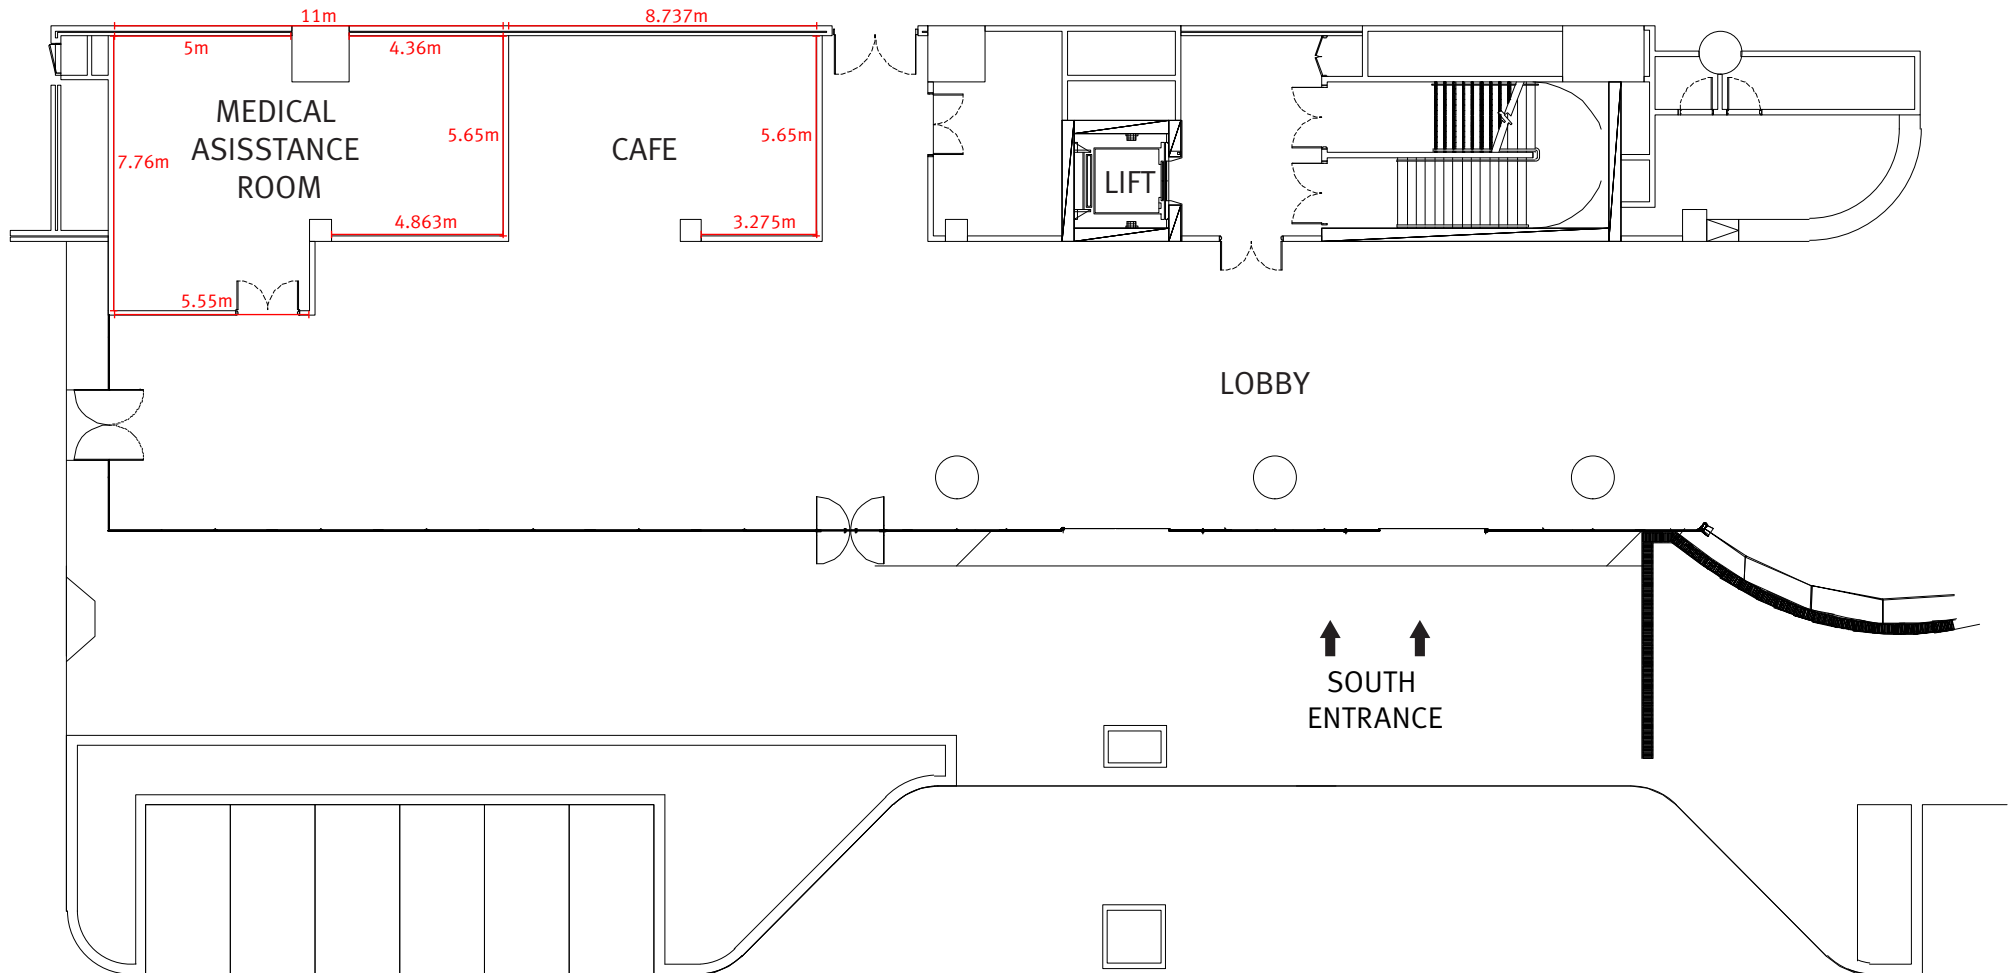 11m
8.737m
5m
4.36m
MEDICAL
ASISSTANCE
ROOM
5.65m
CAFE
5.65m
7.76m
LIFT
4.863m
3.275m
5.55m
LOBBY
SOUTH
ENTRANCE